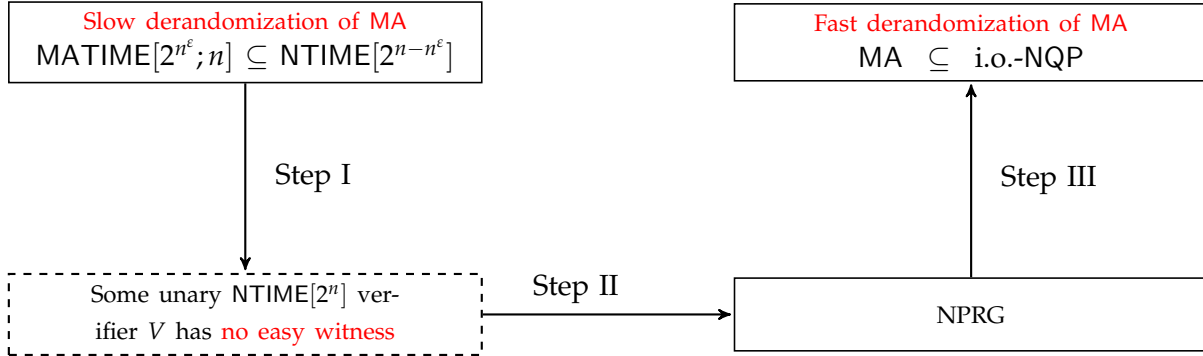 Slow derandomization of MA
MATIME[2^{n^ε}; n] ⊆ NTIME[2^{n−n^ε}]
Fast derandomization of MA
MA ⊆ i.o.-NQP
Step I
Step III
Some unary NTIME[2^n] ver-
ifier V has no easy witness
Step II
NPRG